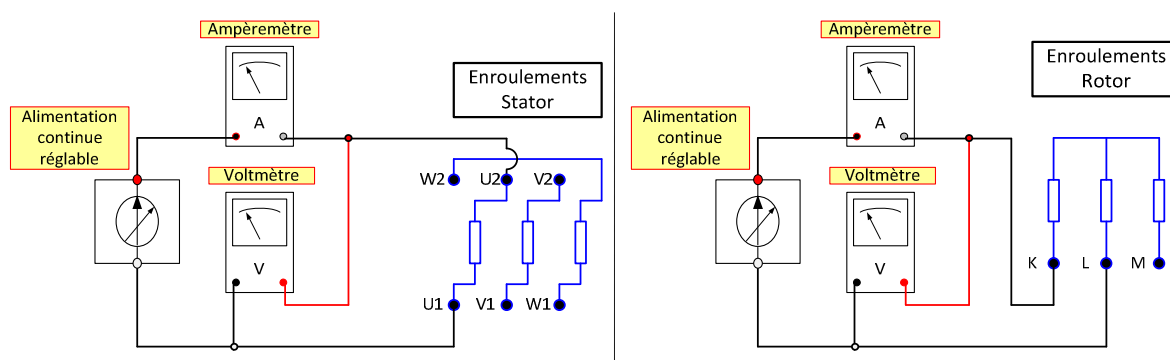 Ampèremètre
A
Enroulements
Stator
Alimentation
continue
réglable
Voltmètre
V
W2 U2 V2
U1 V1 W1
Ampèremètre
A
Enroulements
Rotor
Alimentation
continue
réglable
Voltmètre
V
K L M